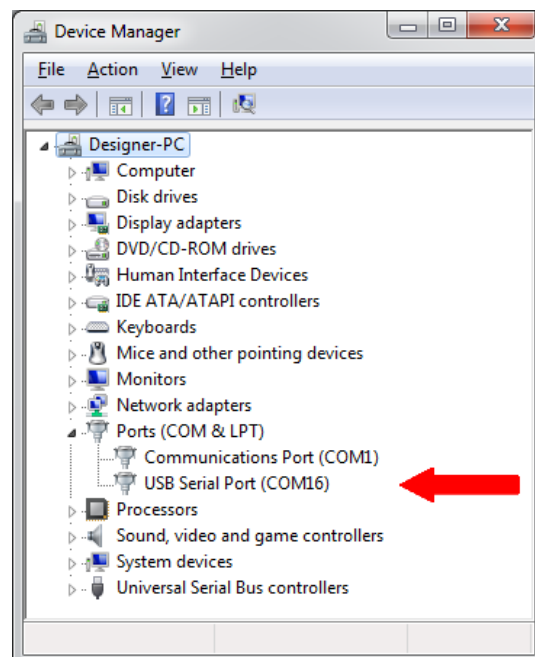 Device Manager
File Action View Help
Designer-PC
Computer
Disk drives
Display adapters
DVD/CD-ROM drives
Human Interface Devices
IDE ATA/ATAPI controllers
Keyboards
Mice and other pointing devices
Monitors
Network adapters
Ports (COM & LPT)
Communications Port (COM1)
USB Serial Port (COM16)
Processors
Sound, video and game controllers
System devices
Universal Serial Bus controllers